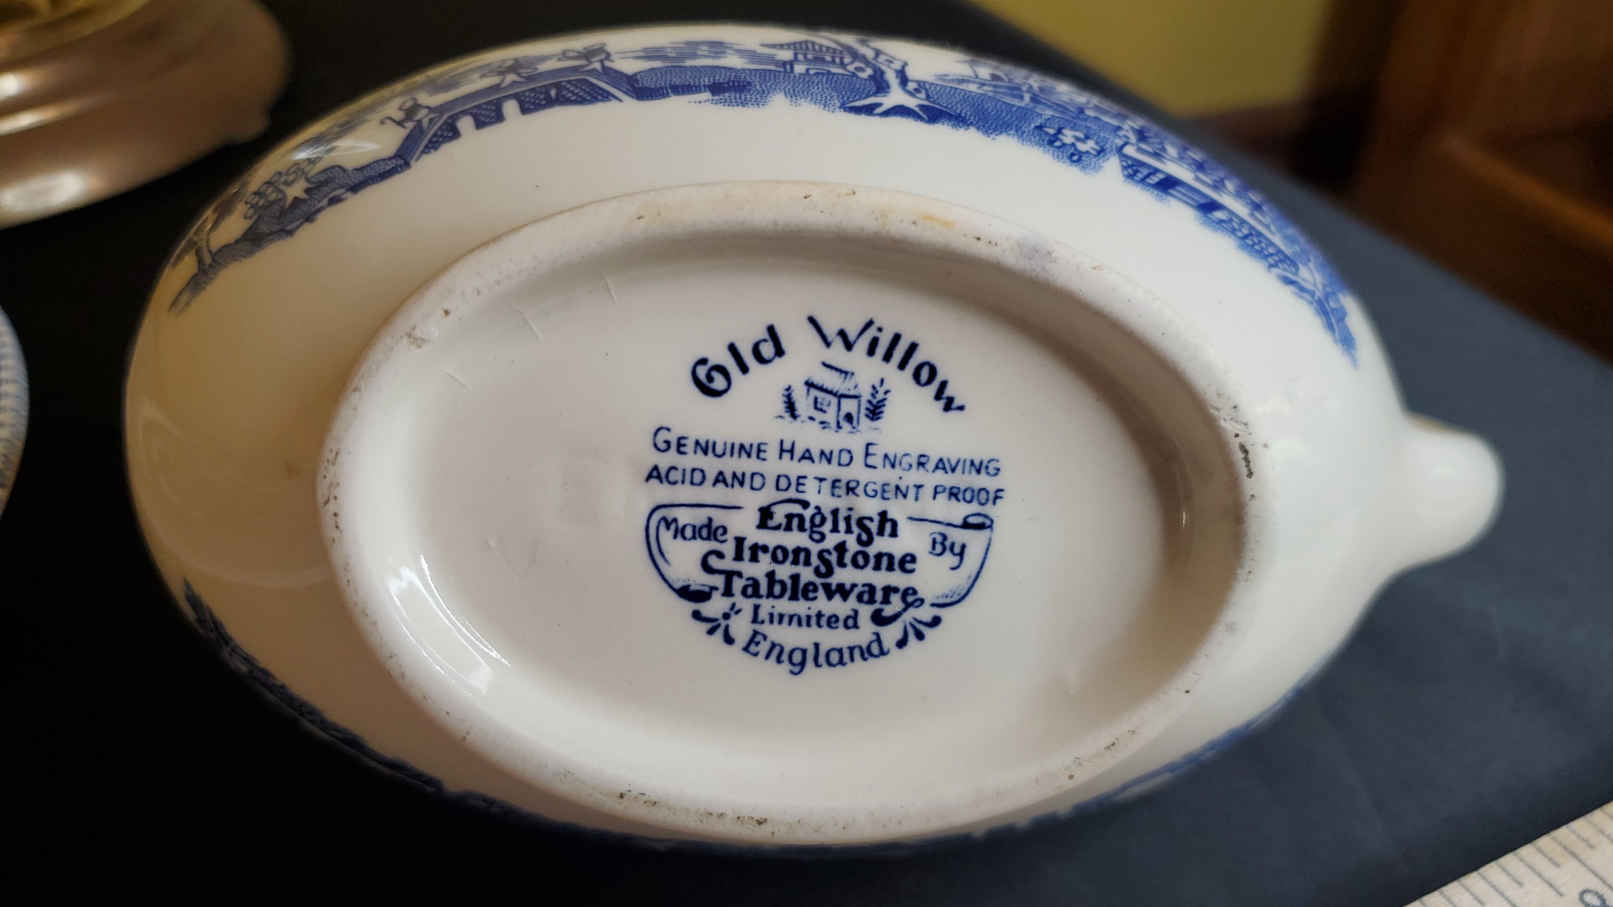 Old Willow
GENUINE HAND ENGRAVING
ACID AND DETERGENT PROOF
Made English By
Ironstone
Tableware
Limited
England